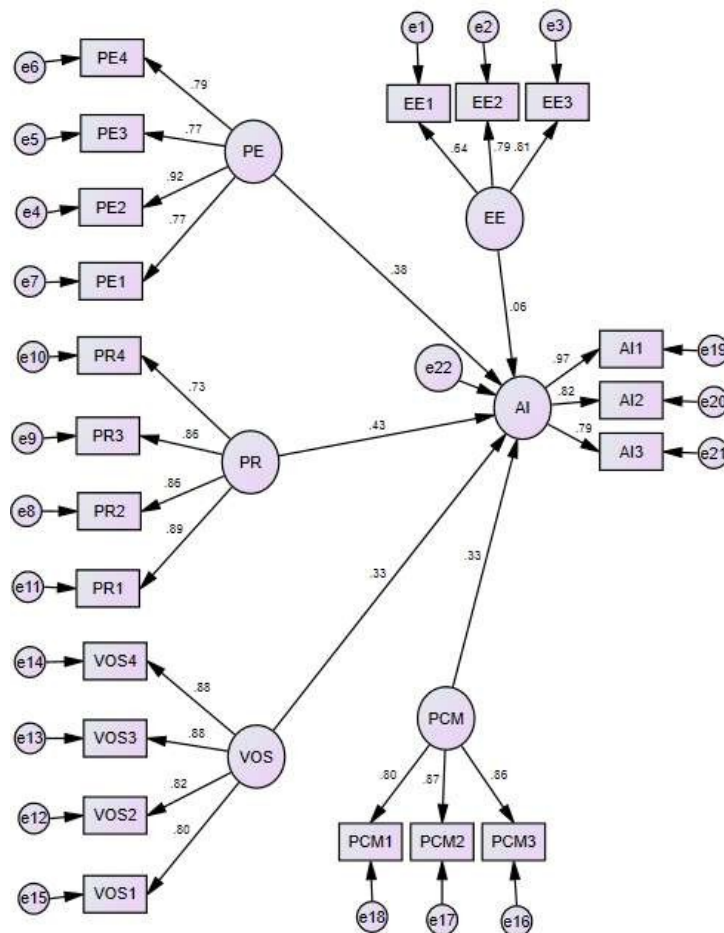 e1
e2
e3
e6
PE4
EE1
EE2
EE3
.79
e5
PE3
.77
PE
.64
.79
.81
.92
e4
PE2
EE
.77
e7
PE1
.38
.06
e10
PR4
e22
.97
AI1
e19
.73
AI
.82
AI2
e20
e9
PR3
.86
.43
.79
AI3
e21
PR
.86
e8
PR2
.89
.33
.33
e11
PR1
e14
VOS4
.88
PCM
e13
VOS3
.88
VOS
.80
.87
.86
.82
e12
VOS2
.80
PCM1
PCM2
PCM3
e15
VOS1
e18
e17
e16